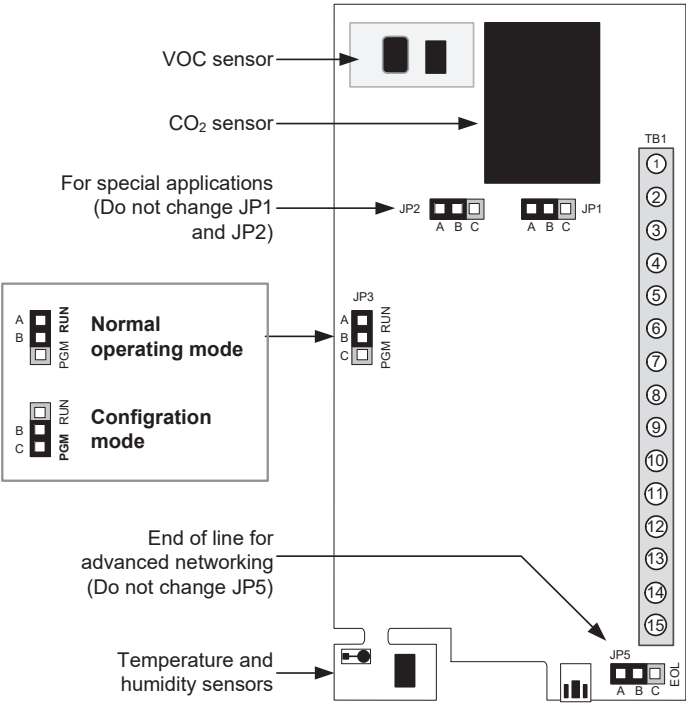 VOC sensor
CO₂ sensor
TB1
1
2
3
4
5
6
7
8
9
10
11
12
13
14
15
For special applications
(Do not change JP1
and JP2)
JP2
A B C
JP1
A B C
JP3
A
B
C
PGM RUN
A
B
PGM RUN
Normal
operating mode
B
C
PGM RUN
Configration
mode
End of line for
advanced networking
(Do not change JP5)
JP5
A B C
EOL
Temperature and
humidity sensors